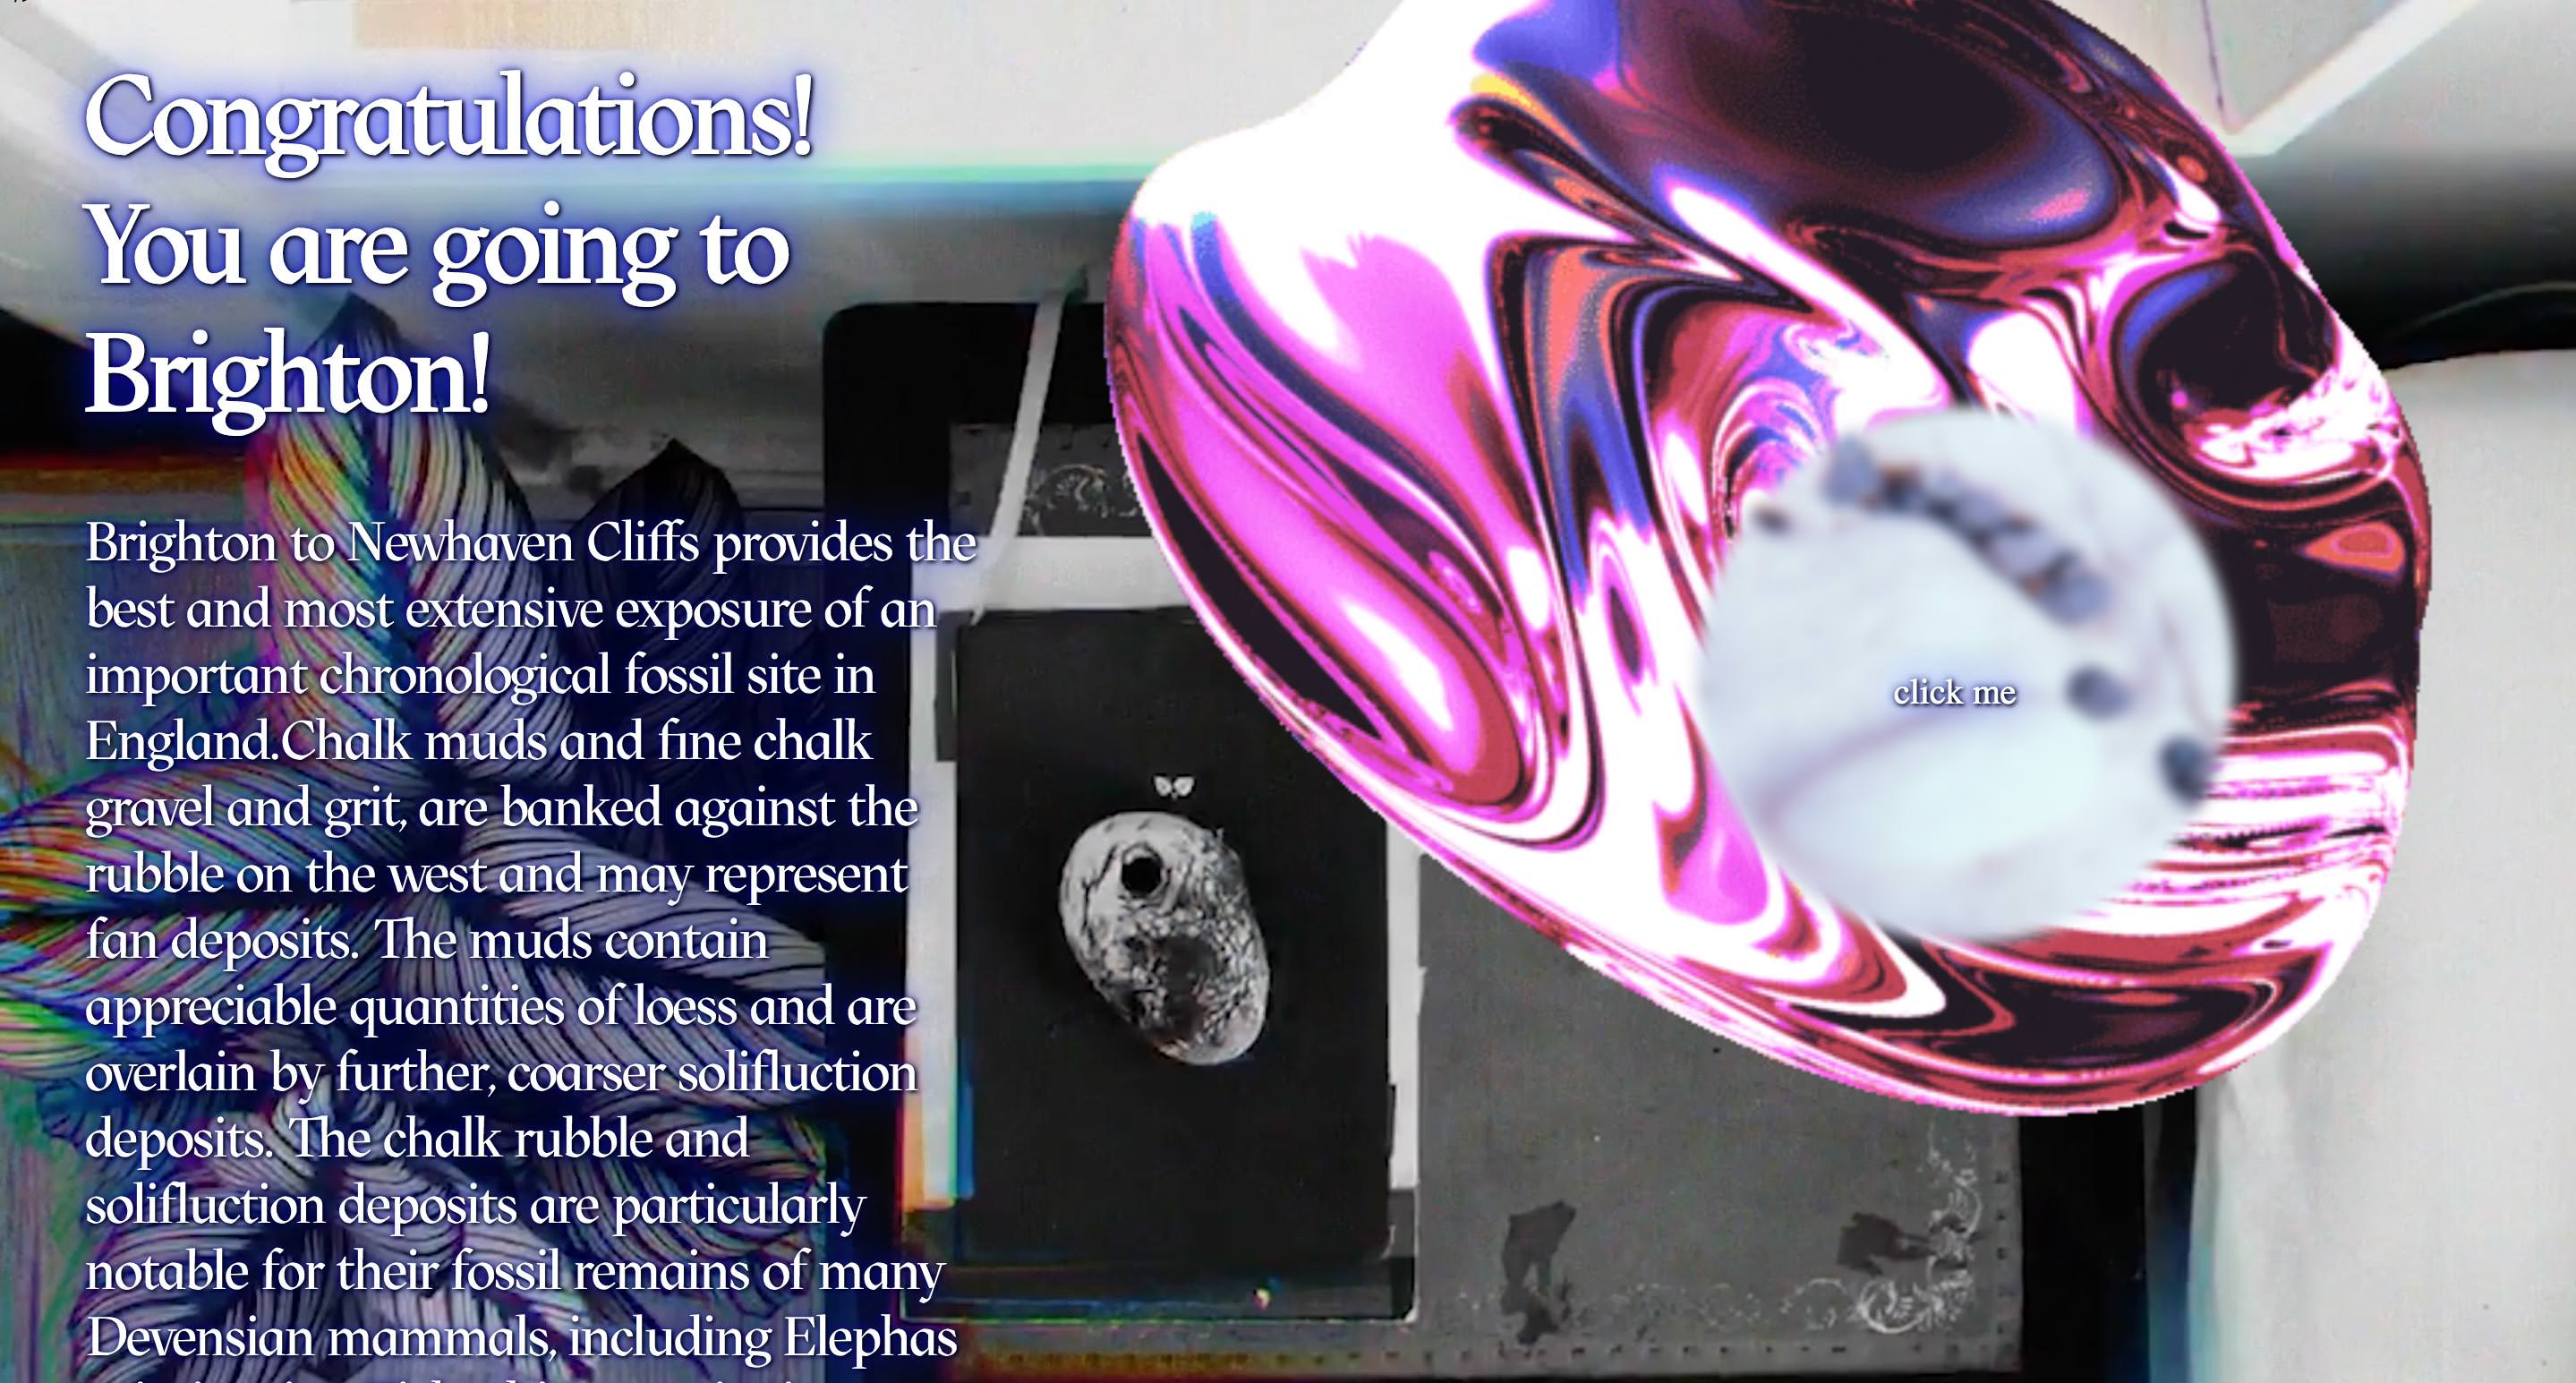 Congratulations!
You are going to
Brighton!
Brighton to Newhaven Cliffs provides the
best and most extensive exposure of an
important chronological fossil site in
England.Chalk muds and fine chalk
gravel and grit, are banked against the
rubble on the west and may represent
fan deposits. The muds contain
appreciable quantities of loess and are
overlain by further, coarser solifluction
deposits. The chalk rubble and
solifluction deposits are particularly
notable for their fossil remains of many
Devensian mammals, including Elephas
click me